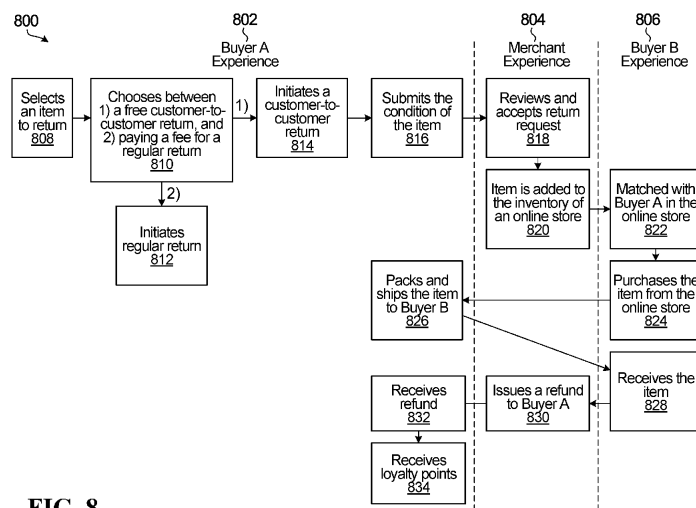 800
802
804
806
Buyer A
Experience
Merchant
Experience
Buyer B
Experience
Selects
an item
to return
808
Chooses between
1) a free customer-to-
customer return, and
2) paying a fee for a
regular return
810
1)
Initiates a
customer-to-
customer
return
814
Submits the
condition of
the item
816
Reviews and
accepts return
request
818
2)
Initiates
regular return
812
Item is added to
the inventory of
an online store
820
Matched with
Buyer A in the
online store
822
Packs and
ships the item
to Buyer B
826
Purchases the
item from the
online store
824
Receives the
item
828
Receives
refund
832
Issues a refund
to Buyer A
830
Receives
loyalty points
834
FIG. 8